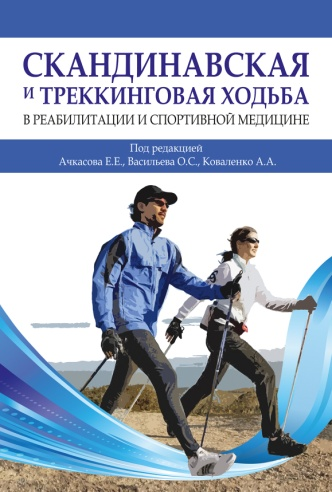 СКАНДИНАВСКАЯ
И ТРЕККИНГОВАЯ ХОДЬБА
В РЕАБИЛИТАЦИИ И СПОРТИВНОЙ МЕДИЦИНЕ
Под редакцией
Ачкасова Е.Е., Васильева О.С., Коваленко А.А.